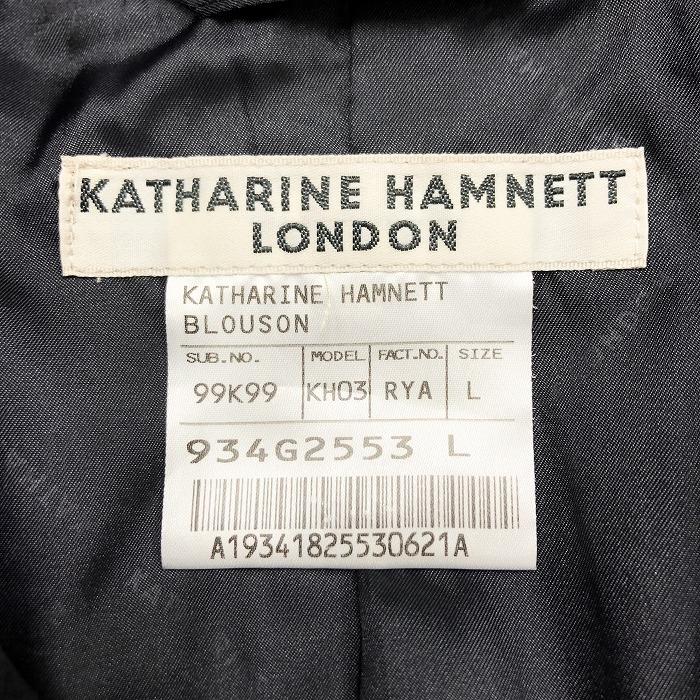 KATHARINE HAMNETT
LONDON
KATHARINE HAMNETT
BLOUSON
SUB.NO. MODEL FACT.NO. SIZE
99K99 KH03 RYA L
934G2553 L
A19341825530621A